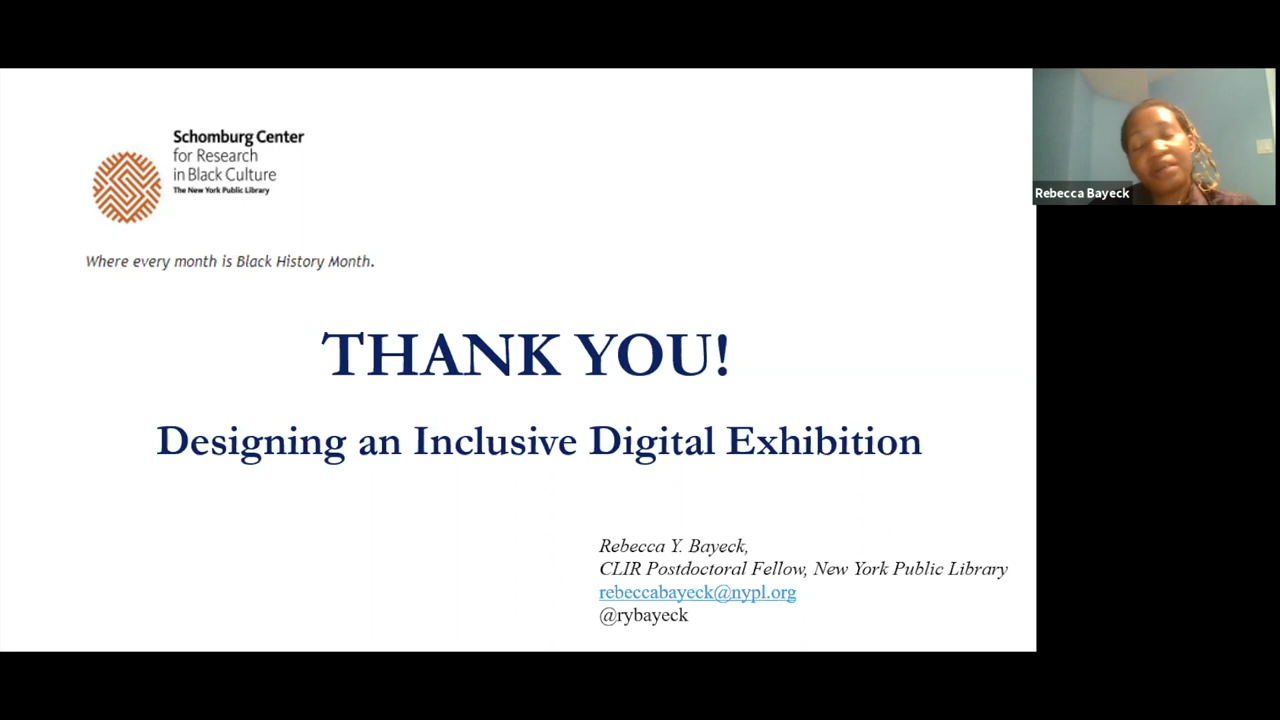 Schomburg Center
for Research
in Black Culture
The New York Public Library
Where every month is Black History Month.
THANK YOU!
Designing an Inclusive Digital Exhibition
Rebecca Y. Bayeck,
CLIR Postdoctoral Fellow, New York Public Library
rebeccabayeck@nypl.org
@rybayeck
Rebecca Bayeck